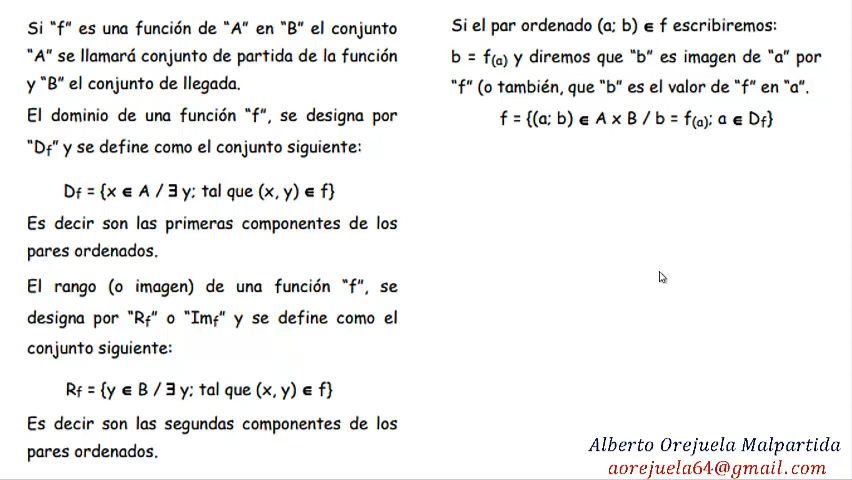 Si “f” es una función de “A” en “B” el conjunto
“A” se llamará conjunto de partida de la función
y “B” el conjunto de llegada.
El dominio de una función “f”, se designa por
“Df” y se define como el conjunto siguiente:
Df = {x ∈ A / ∃ y; tal que (x, y) ∈ f}
Es decir son las primeras componentes de los
pares ordenados.
El rango (o imagen) de una función “f”, se
designa por “Rf” o “Imf” y se define como el
conjunto siguiente:
Rf = {y ∈ B / ∃ y; tal que (x, y) ∈ f}
Es decir son las segundas componentes de los
pares ordenados.
Si el par ordenado (a; b) ∈ f escribiremos:
b = f(a) y diremos que “b” es imagen de “a” por
“f” (o también, que “b” es el valor de “f” en “a”.
f = {(a; b) ∈ A x B / b = f(a); a ∈ Df}
Alberto Orejuela Malpartida
aorejuela64@gmail.com